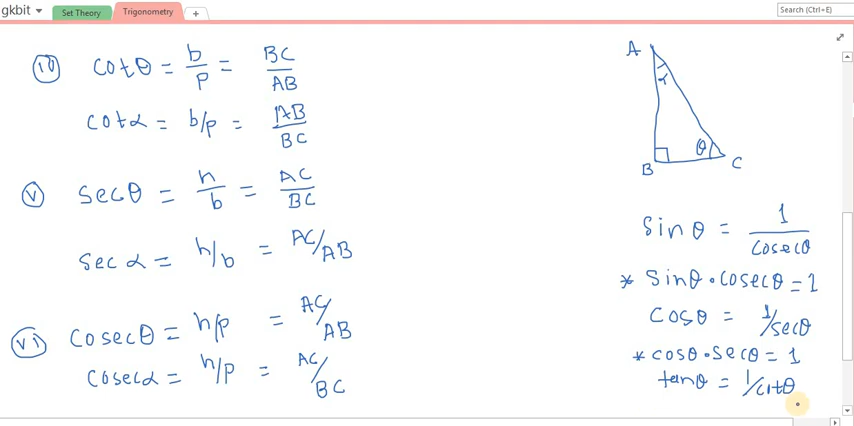 gkbit
Set Theory
Trigonometry
+
Search (Ctrl+E)
(iv) cotθ = b/p = BC/AB
cotα = b/p = AB/BC
(v) secθ = h/b = AC/BC
secα = h/b = AC/AB
(vi) cosecθ = h/p = AC/AB
cosecα = h/p = AC/BC
A
α
θ
B
C
sinθ = 1/cosecθ
* sinθ·cosecθ = 1
cosθ = 1/secθ
* cosθ·secθ = 1
tanθ = 1/cotθ